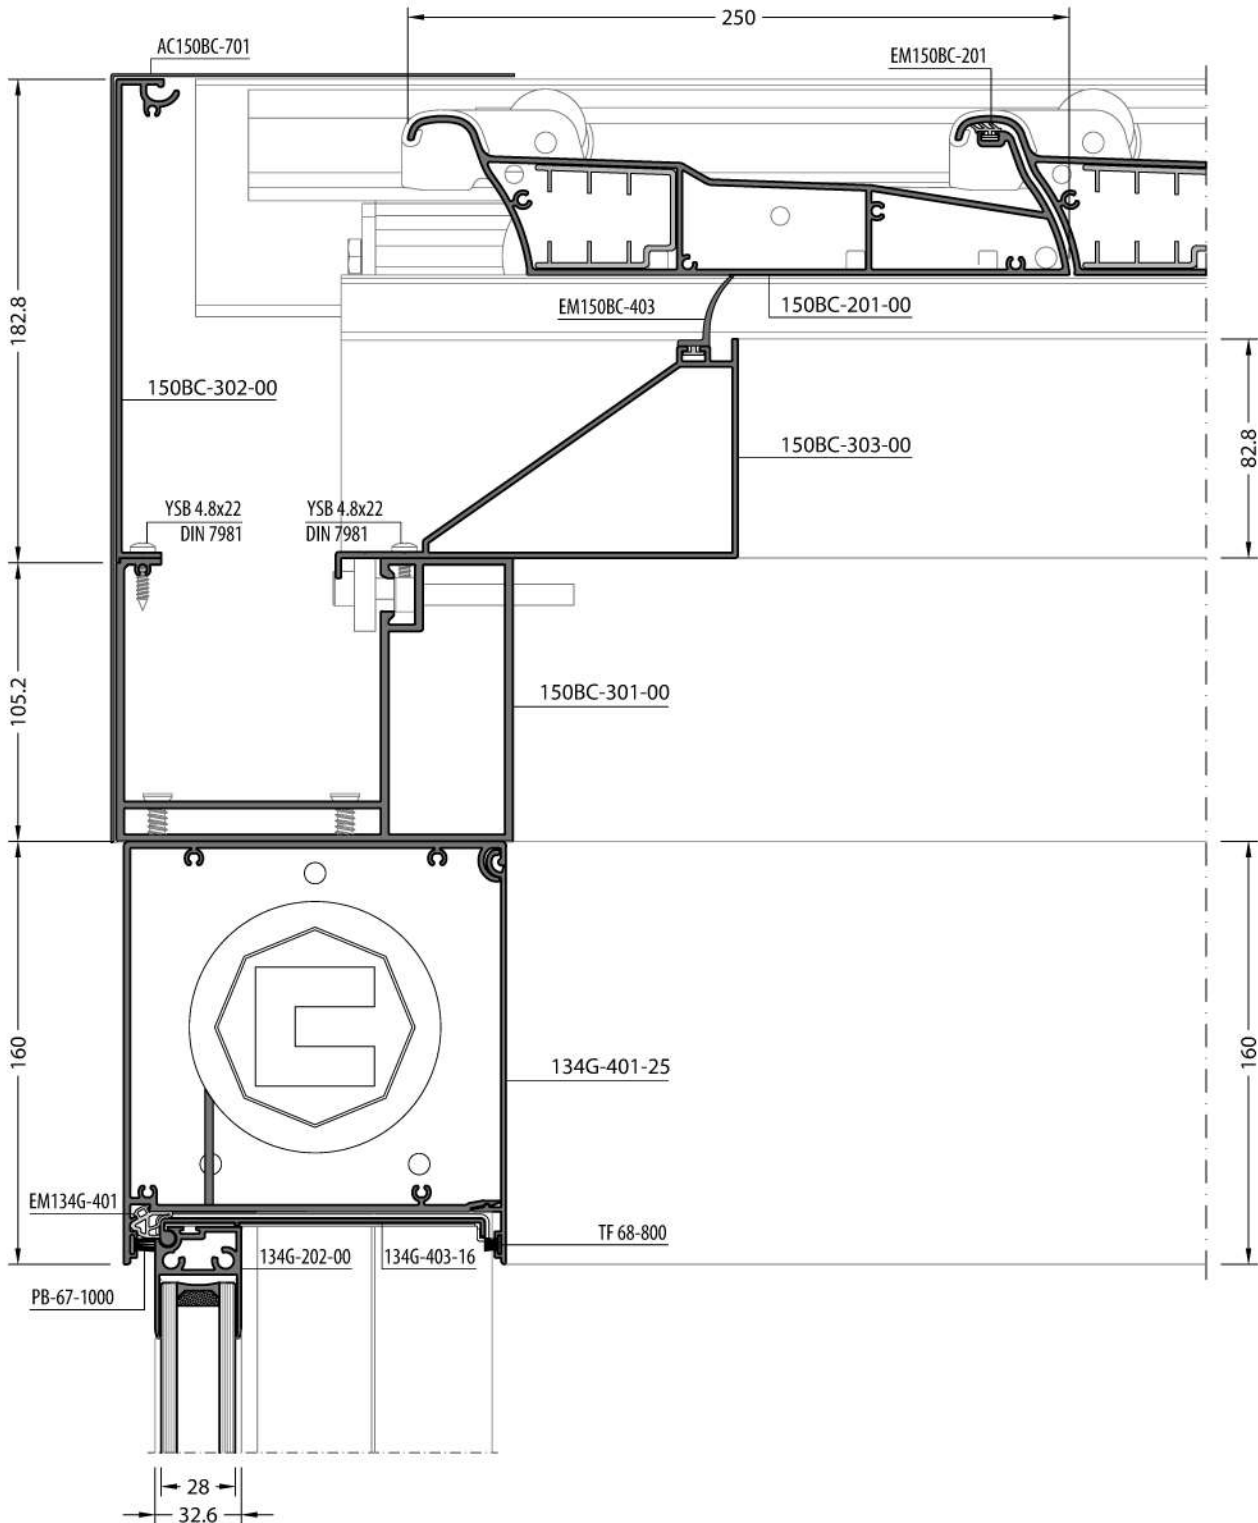 250
AC150BC-701
EM150BC-201
182.8
EM150BC-403
150BC-201-00
150BC-302-00
150BC-303-00
82.8
YSB 4.8x22
DIN 7981
YSB 4.8x22
DIN 7981
105.2
150BC-301-00
160
E
134G-401-25
160
EM134G-401
TF 68-800
134G-202-00
134G-403-16
PB-67-1000
28
32.6